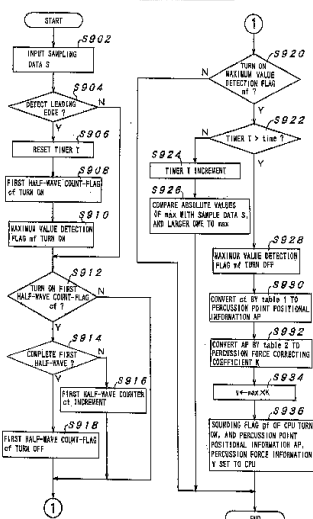 START
S902
INPUT SAMPLING
DATA S
S904
DETECT LEADING
EDGE ?
N
Y
S906
RESET TIMER T
S908
FIRST HALF-WAVE COUNT-FLAG
cf TURN ON
S910
MAXIMUM VALUE DETECTION
FLAG mf TURN ON
S912
TURN ON FIRST
HALF-WAVE COUNT-FLAG
cf ?
N
Y
S914
COMPLETE FIRST
HALF-WAVE ?
N
Y
S916
FIRST HALF-WAVE COUNTER
ct INCREMENT
S918
FIRST HALF-WAVE COUNT-FLAG
cf TURN OFF
1
1
S920
TURN ON
MAXIMUM VALUE
DETECTION FLAG
mf ?
N
Y
S922
TIMER T > time ?
N
Y
S924
TIMER T INCREMENT
S926
COMPARE ABSOLUTE VALUES
OF max WITH SAMPLE DATA S,
AND LARGER ONE TO max
S928
MAXIMUM VALUE DETECTION
FLAG mf TURN OFF
S930
CONVERT ct BY table 1 TO
PERCUSSION POINT POSITIONAL
INFORMATION AP
S932
CONVERT AP BY table 2 TO
PERCUSSION FORCE CORRECTING
COEFFICIENT K
S934
V←max×K
S936
SOUNDING FLAG pf OF CPU TURN
ON, AND PERCUSSION POINT
POSITIONAL INFORMATION AP,
PERCUSSION FORCE INFORMATION
V SET TO CPU
END